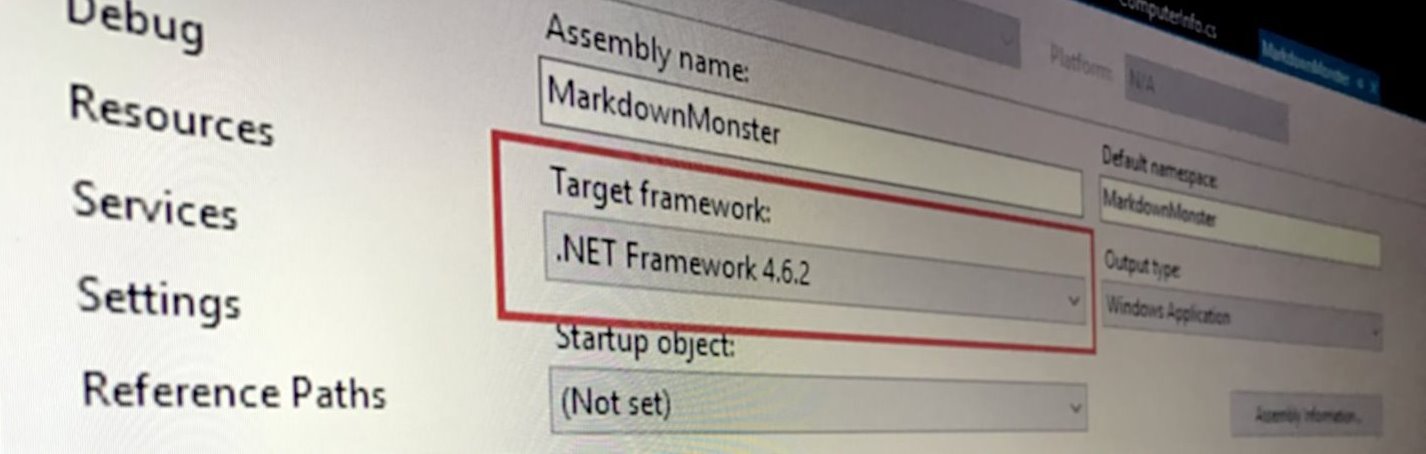 Debug
Resources
Services
Settings
Reference Paths
Assembly name:
MarkdownMonster
Target framework:
.NET Framework 4.6.2
Startup object:
(Not set)
ComputerInfo.cs
MarkdownMonster
Platform:
N/A
Default namespace:
MarkdownMonster
Output type:
Windows Application
Assembly Information...